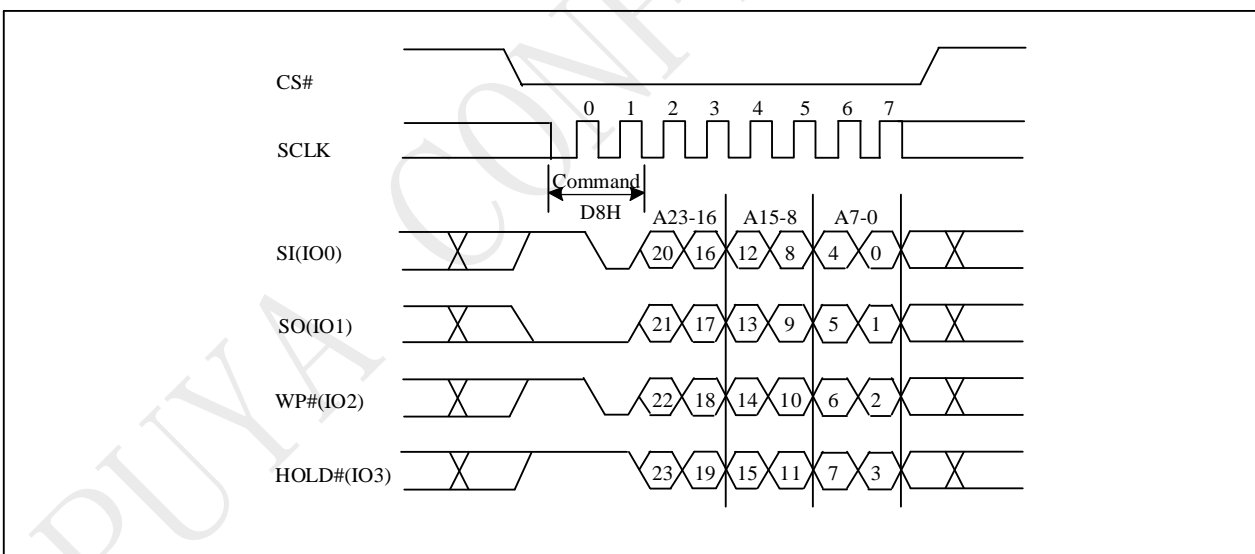 CS#
0 1 2 3 4 5 6 7
SCLK
Command
D8H
A23-16 A15-8 A7-0
SI(IO0) 20 16 12 8 4 0
SO(IO1) 21 17 13 9 5 1
WP#(IO2) 22 18 14 10 6 2
HOLD#(IO3) 23 19 15 11 7 3
PUYA CONF